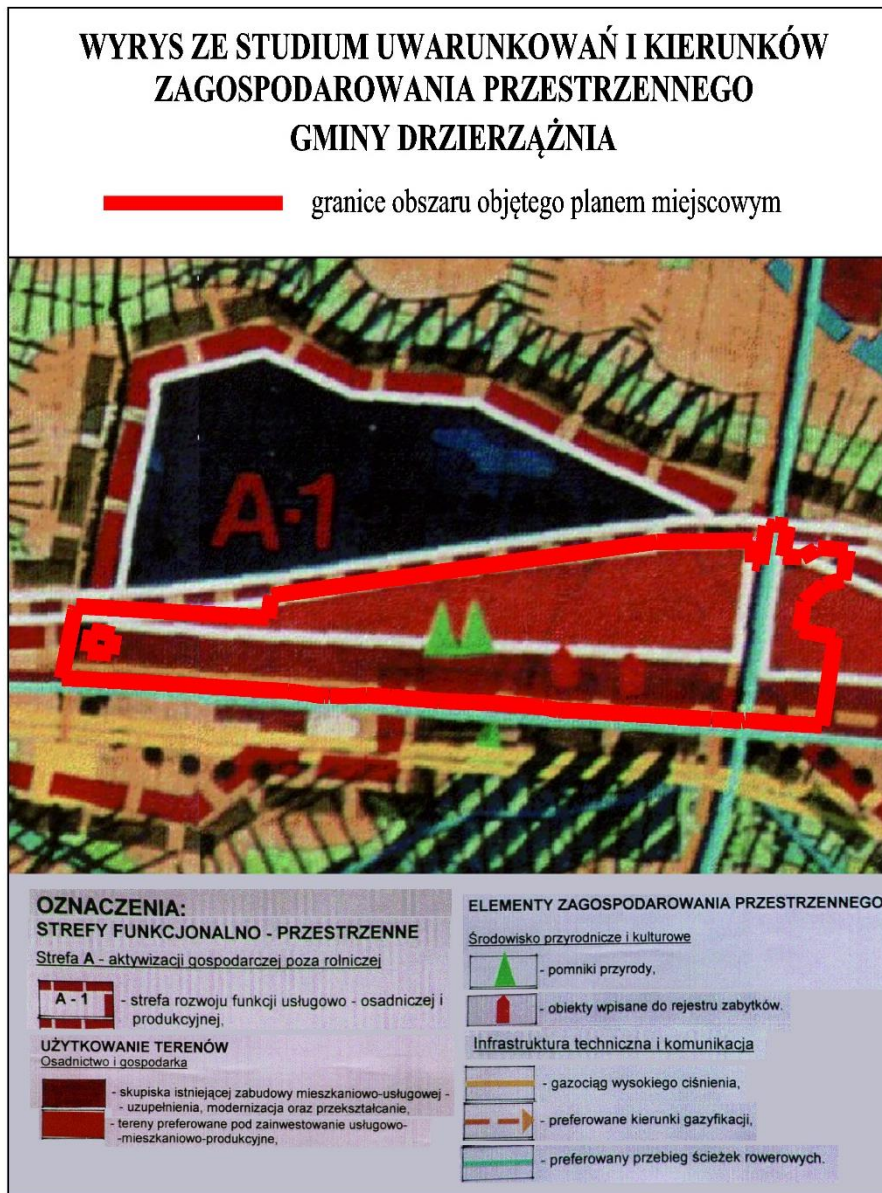 WYRYS ZE STUDIUM UWARUNKOWAŃ I KIERUNKÓW
ZAGOSPODAROWANIA PRZESTRZENNEGO
GMINY DRZIERZĄŻNIA
granice obszaru objętego planem miejscowym
A-1
OZNACZENIA:
STREFY FUNKCJONALNO - PRZESTRZENNE
Strefa A - aktywizacji gospodarczej poza rolniczej
A - 1
- strefa rozwoju funkcji usługowo - osadniczej i
produkcyjnej,
UŻYTKOWANIE TERENÓW
Osadnictwo i gospodarka
- skupiska istniejącej zabudowy mieszkaniowo-usługowej -
- uzupełnienia, modernizacja oraz przekształcanie,
- tereny preferowane pod zainwestowanie usługowo-
-mieszkaniowo-produkcyjne,
ELEMENTY ZAGOSPODAROWANIA PRZESTRZENNEGO
Środowisko przyrodnicze i kulturowe
- pomniki przyrody,
- obiekty wpisane do rejestru zabytków.
Infrastruktura techniczna i komunikacja
- gazociąg wysokiego ciśnienia,
- preferowane kierunki gazyfikacji,
- preferowany przebieg ścieżek rowerowych.